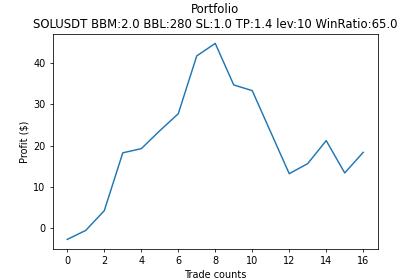 Portfolio
SOLUSDT BBM:2.0 BBL:280 SL:1.0 TP:1.4 lev:10 WinRatio:65.0
40
30
20
10
0
Profit ($)
0 2 4 6 8 10 12 14 16
Trade counts